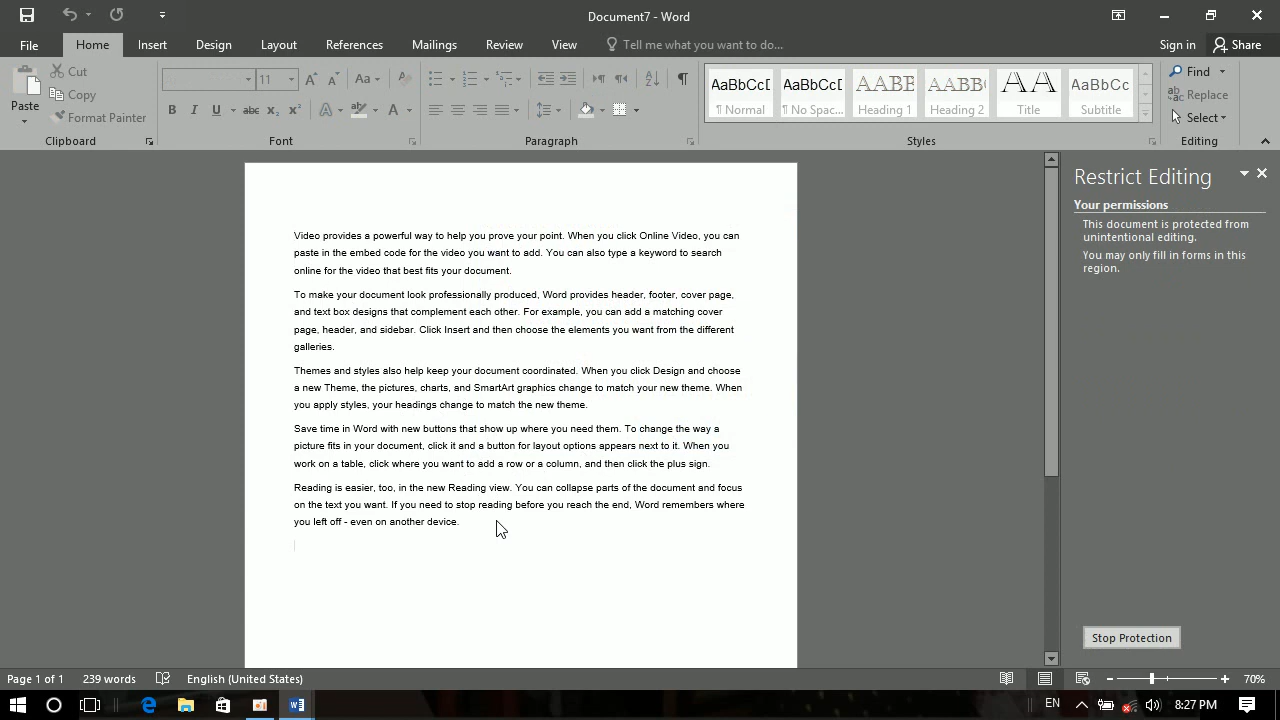 Document7 - Word
File Home Insert Design Layout References Mailings Review View Tell me what you want to do... Sign in Share
Paste
Cut
Copy
Format Painter
Clipboard
11
Aa
Font
Paragraph
AaBbCcD AaBbCcD AABB AABBC AA AaBbCc
¶ Normal ¶ No Spac... Heading 1 Heading 2 Title Subtitle
Styles
Find
Replace
Select
Editing
Video provides a powerful way to help you prove your point. When you click Online Video, you can
paste in the embed code for the video you want to add. You can also type a keyword to search
online for the video that best fits your document.
To make your document look professionally produced, Word provides header, footer, cover page,
and text box designs that complement each other. For example, you can add a matching cover
page, header, and sidebar. Click Insert and then choose the elements you want from the different
galleries.
Themes and styles also help keep your document coordinated. When you click Design and choose
a new Theme, the pictures, charts, and SmartArt graphics change to match your new theme. When
you apply styles, your headings change to match the new theme.
Save time in Word with new buttons that show up where you need them. To change the way a
picture fits in your document, click it and a button for layout options appears next to it. When you
work on a table, click where you want to add a row or a column, and then click the plus sign.
Reading is easier, too, in the new Reading view. You can collapse parts of the document and focus
on the text you want. If you need to stop reading before you reach the end, Word remembers where
you left off - even on another device.
Restrict Editing
Your permissions
This document is protected from
unintentional editing.
You may only fill in forms in this
region.
Stop Protection
Page 1 of 1 239 words English (United States) 70%
EN 8:27 PM